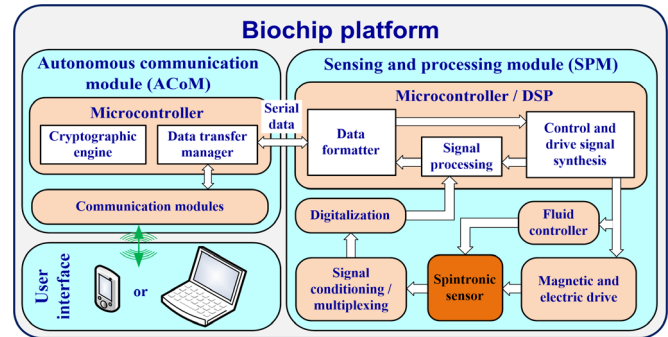 Biochip platform
Autonomous communication
module (ACoM)
Microcontroller
Cryptographic
engine
Data transfer
manager
Communication modules
Serial
data
Sensing and processing module (SPM)
Microcontroller / DSP
Data
formatter
Signal
processing
Control and
drive signal
synthesis
Digitalization
Fluid
controller
Signal
conditioning /
multiplexing
Spintronic
sensor
Magnetic and
electric drive
User
interface
or